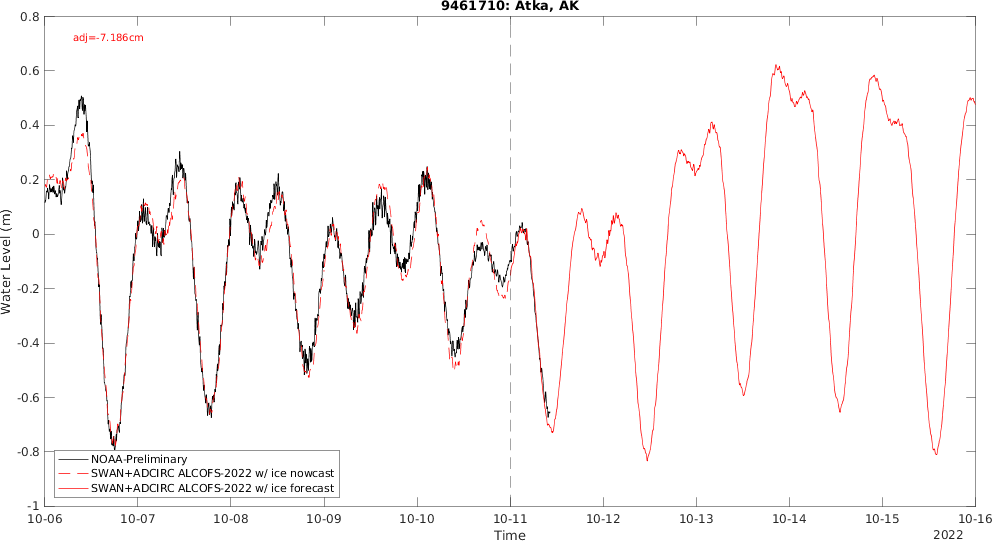 9461710: Atka, AK
adj=-7.186cm
0.8
0.6
0.4
0.2
0
-0.2
-0.4
-0.6
-0.8
-1
Water Level (m)
NOAA-Preliminary
SWAN+ADCIRC ALCOFS-2022 w/ ice nowcast
SWAN+ADCIRC ALCOFS-2022 w/ ice forecast
10-06 10-07 10-08 10-09 10-10 10-11 10-12 10-13 10-14 10-15 10-16
Time
2022